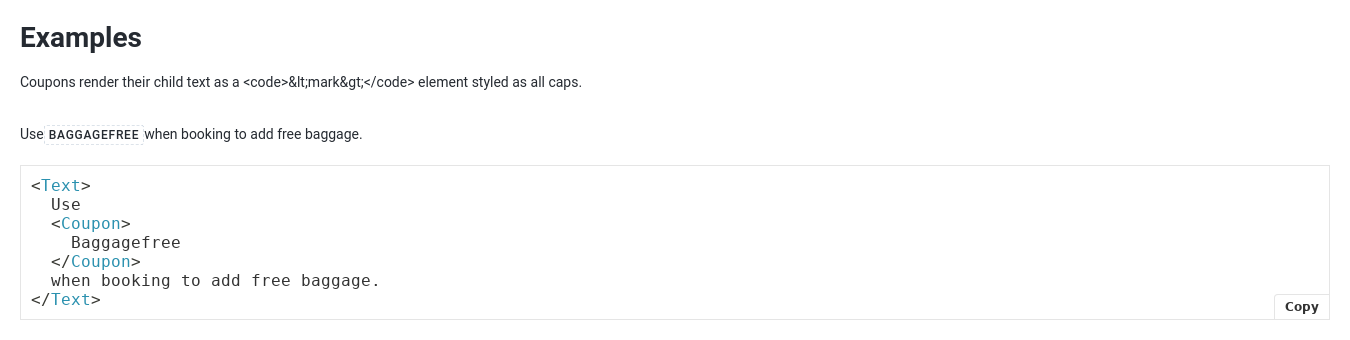 Examples
Coupons render their child text as a <code>&lt;mark&gt;</code> element styled as all caps.
Use BAGGAGEFREE when booking to add free baggage.
<Text>
  Use
  <Coupon>
    Baggagefree
  </Coupon>
  when booking to add free baggage.
</Text>
Copy